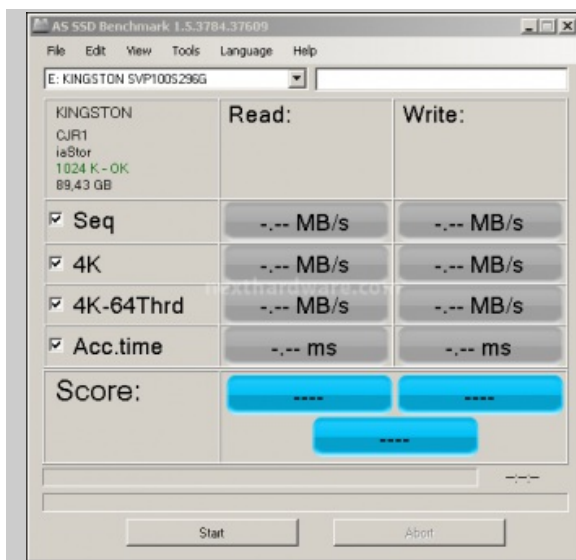 AS SSD Benchmark 1.5.3784.37609
File Edit View Tools Language Help
E: KINGSTON SVP100S296G
KINGSTON
CJR1
iaStor
1024 K - OK
89,43 GB
Read:
Write:
Seq
-.-- MB/s
-.-- MB/s
4K
-.-- MB/s
-.-- MB/s
nexthardware.com
4K-64Thrd
-.-- MB/s
-.-- MB/s
Acc.time
-.-- ms
-.-- ms
Score:
----
----
----
-:-:-
Start
Abort